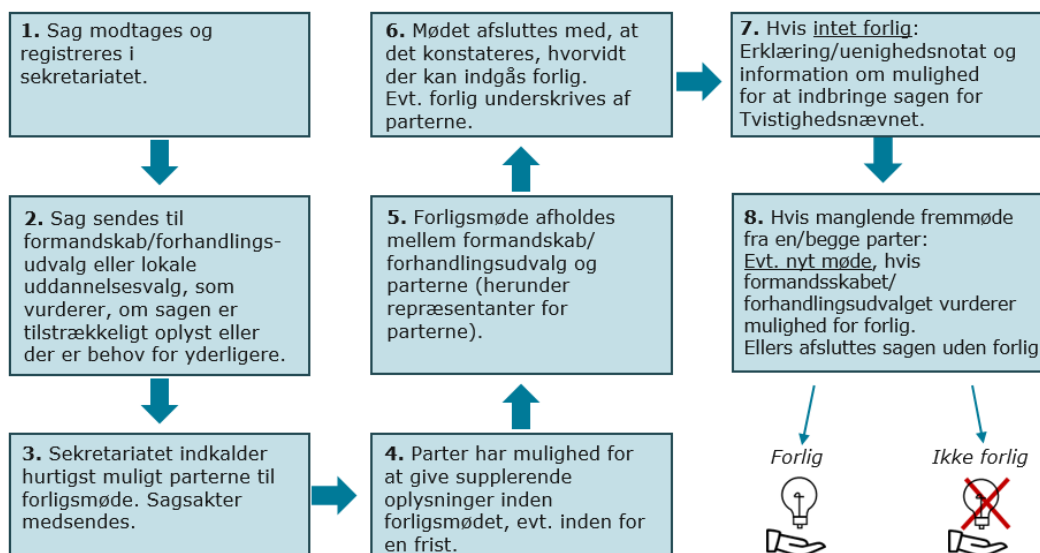 1. Sag modtages og
registreres i
sekretariatet.
2. Sag sendes til
formandskab/forhandlings-
udvalg eller lokale
uddannelsesvalg, som
vurderer, om sagen er
tilstrækkeligt oplyst eller
der er behov for yderligere.
3. Sekretariatet indkalder
hurtigst muligt parterne til
forligsmøde. Sagsakter
medsendes.
4. Parter har mulighed for
at give supplerende
oplysninger inden
forligsmødet, evt. inden for
en frist.
5. Forligsmøde afholdes
mellem formandskab/
forhandlingsudvalg og
parterne (herunder
repræsentanter for
parterne).
6. Mødet afsluttes med, at
det konstateres, hvorvidt
der kan indgås forlig.
Evt. forlig underskrives af
parterne.
7. Hvis intet forlig:
Erklæring/uenighedsnotat og
information om mulighed
for at indbringe sagen for
Tvistighedsnævnet.
8. Hvis manglende fremmøde
fra en/begge parter:
Evt. nyt møde, hvis
formandsskabet/
forhandlingsudvalget vurderer
mulighed for forlig.
Ellers afsluttes sagen uden forlig
Forlig
Ikke forlig